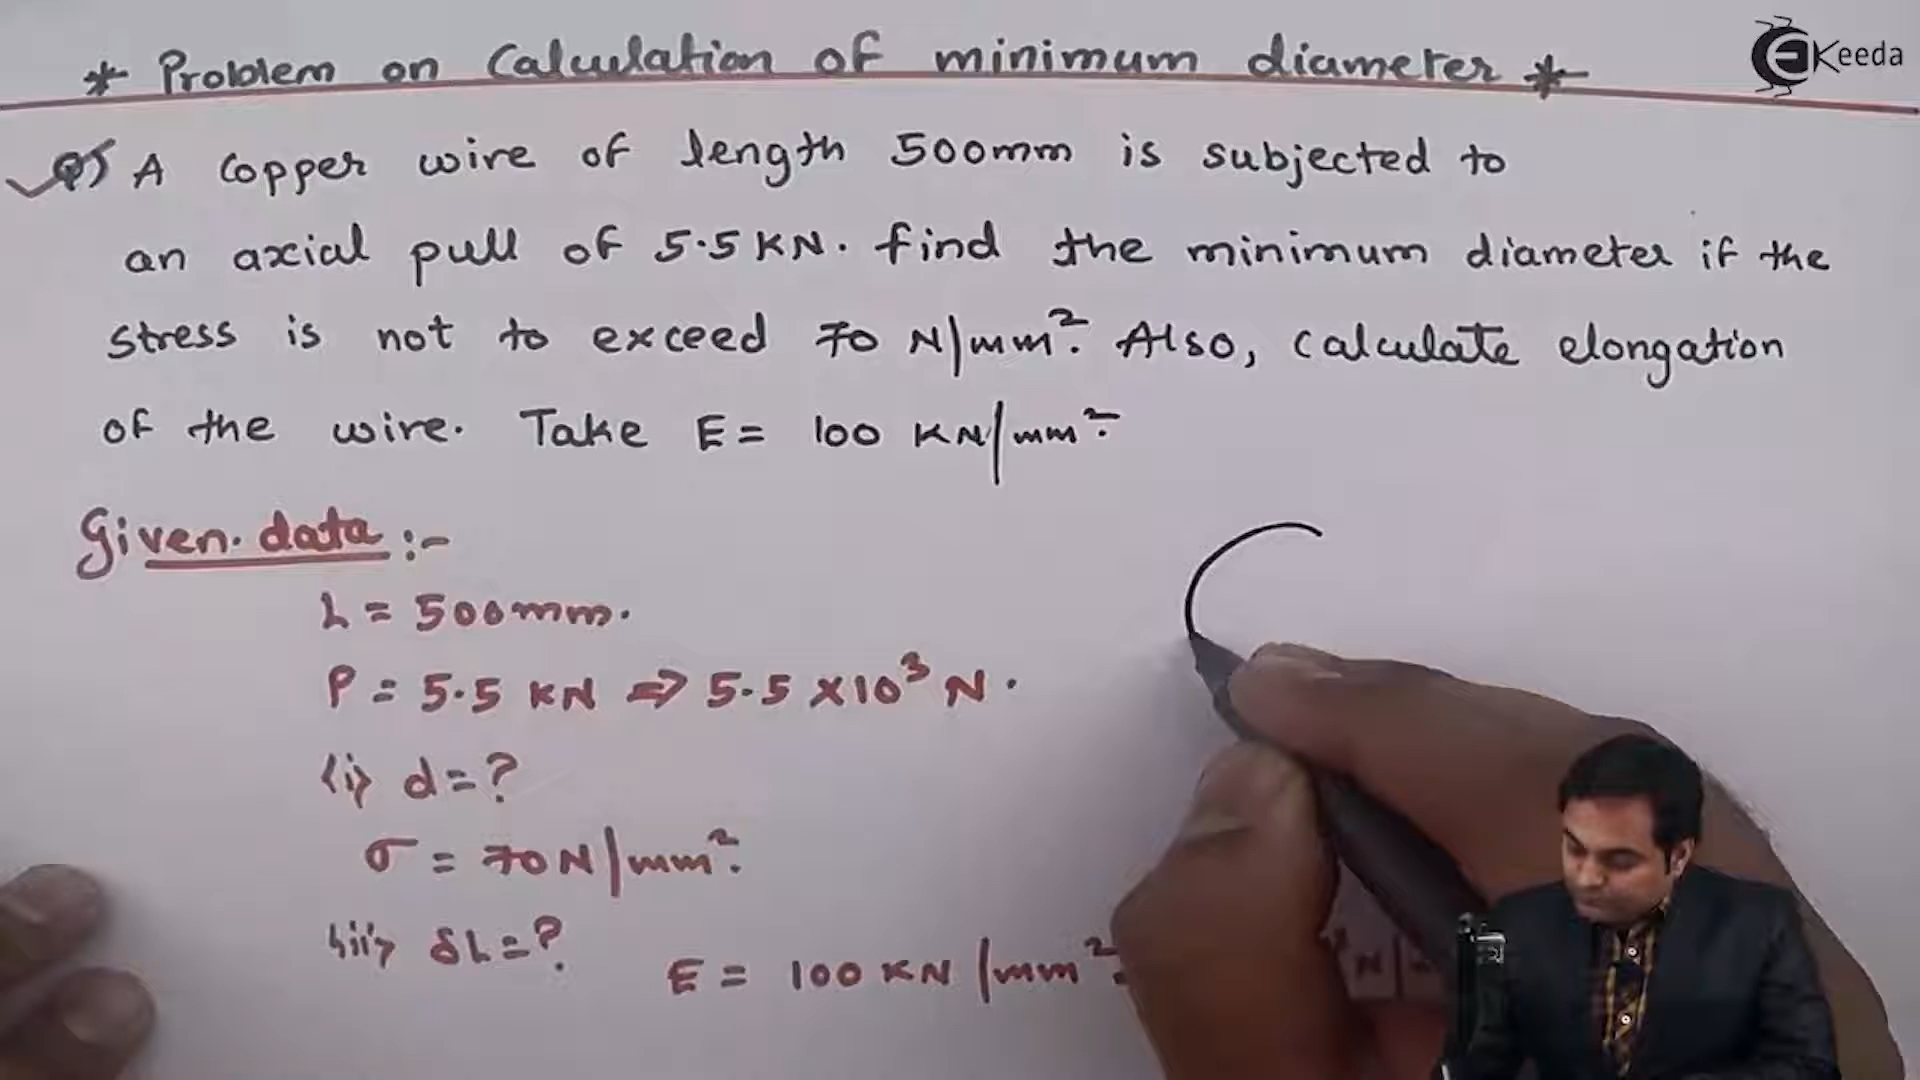 * Problem on Calculation of minimum diameter *
Keeda
Q) A Copper wire of length 500mm is subjected to
an axial pull of 5.5 KN. find the minimum diameter if the
stress is not to exceed 70 N/mm². Also, calculate elongation
of the wire. Take E = 100 KN/mm².
Given data :-
L = 500mm.
P = 5.5 KN ⇒ 5.5 ×10³ N.
(i) d = ?
σ = 70 N/mm².
(ii) δL = ?
E = 100 KN/mm².